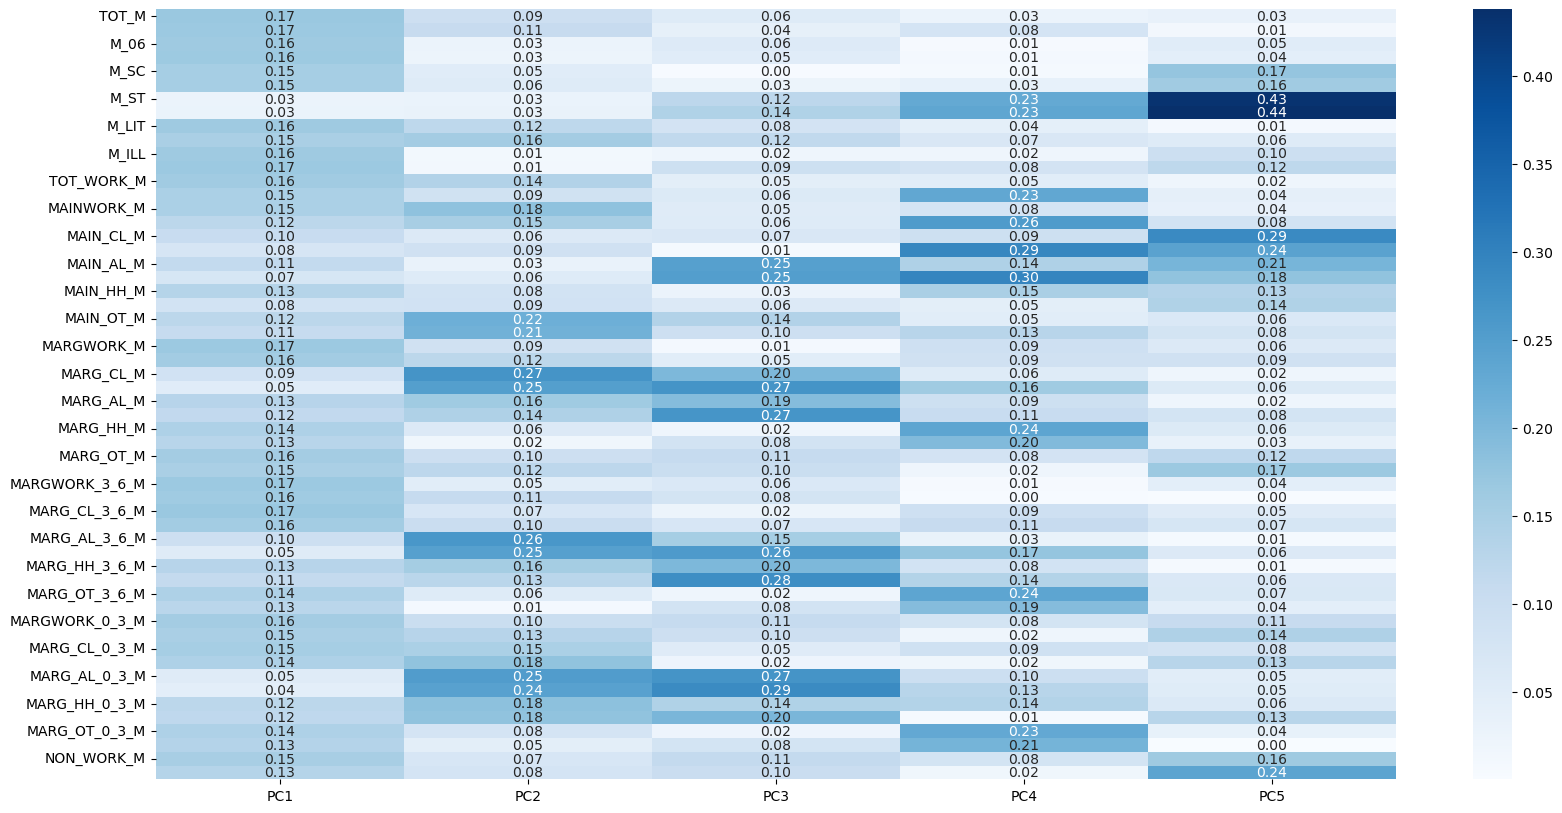 TOT_M 0.17 0.09 0.06 0.03 0.03
0.17 0.11 0.04 0.08 0.01
M_06 0.16 0.03 0.06 0.01 0.05
0.16 0.03 0.05 0.01 0.04
M_SC 0.15 0.05 0.00 0.01 0.17
0.15 0.06 0.03 0.03 0.16
M_ST 0.03 0.03 0.12 0.23 0.43
0.03 0.03 0.14 0.23 0.44
M_LIT 0.16 0.12 0.08 0.04 0.01
0.15 0.16 0.12 0.07 0.06
M_ILL 0.16 0.01 0.02 0.02 0.10
0.17 0.01 0.09 0.08 0.12
TOT_WORK_M 0.16 0.14 0.05 0.05 0.02
0.15 0.09 0.06 0.23 0.04
MAINWORK_M 0.15 0.18 0.05 0.08 0.04
0.12 0.15 0.06 0.26 0.08
MAIN_CL_M 0.10 0.06 0.07 0.09 0.29
0.08 0.09 0.01 0.29 0.24
MAIN_AL_M 0.11 0.03 0.25 0.14 0.21
0.07 0.06 0.25 0.30 0.18
MAIN_HH_M 0.13 0.08 0.03 0.15 0.13
0.08 0.09 0.06 0.05 0.14
MAIN_OT_M 0.12 0.22 0.14 0.05 0.06
0.11 0.21 0.10 0.13 0.08
MARGWORK_M 0.17 0.09 0.01 0.09 0.06
0.16 0.12 0.05 0.09 0.09
MARG_CL_M 0.09 0.27 0.20 0.06 0.02
0.05 0.25 0.27 0.16 0.06
MARG_AL_M 0.13 0.16 0.19 0.09 0.02
0.12 0.14 0.27 0.11 0.08
MARG_HH_M 0.14 0.06 0.02 0.24 0.06
0.13 0.02 0.08 0.20 0.03
MARG_OT_M 0.16 0.10 0.11 0.08 0.12
0.15 0.12 0.10 0.02 0.17
MARGWORK_3_6_M 0.17 0.05 0.06 0.01 0.04
0.16 0.11 0.08 0.00 0.00
MARG_CL_3_6_M 0.17 0.07 0.02 0.09 0.05
0.16 0.10 0.07 0.11 0.07
MARG_AL_3_6_M 0.10 0.26 0.15 0.03 0.01
0.05 0.25 0.26 0.17 0.06
MARG_HH_3_6_M 0.13 0.16 0.20 0.08 0.01
0.11 0.13 0.28 0.14 0.06
MARG_OT_3_6_M 0.14 0.06 0.02 0.24 0.07
0.13 0.01 0.08 0.19 0.04
MARGWORK_0_3_M 0.16 0.10 0.11 0.08 0.11
0.15 0.13 0.10 0.02 0.14
MARG_CL_0_3_M 0.15 0.15 0.05 0.09 0.08
0.14 0.18 0.02 0.02 0.13
MARG_AL_0_3_M 0.05 0.25 0.27 0.10 0.05
0.04 0.24 0.29 0.13 0.05
MARG_HH_0_3_M 0.12 0.18 0.14 0.14 0.06
0.12 0.18 0.20 0.01 0.13
MARG_OT_0_3_M 0.14 0.08 0.02 0.23 0.04
0.13 0.05 0.08 0.21 0.00
NON_WORK_M 0.15 0.07 0.11 0.08 0.16
0.13 0.08 0.10 0.02 0.24
PC1 PC2 PC3 PC4 PC5
0.40
0.35
0.30
0.25
0.20
0.15
0.10
0.05